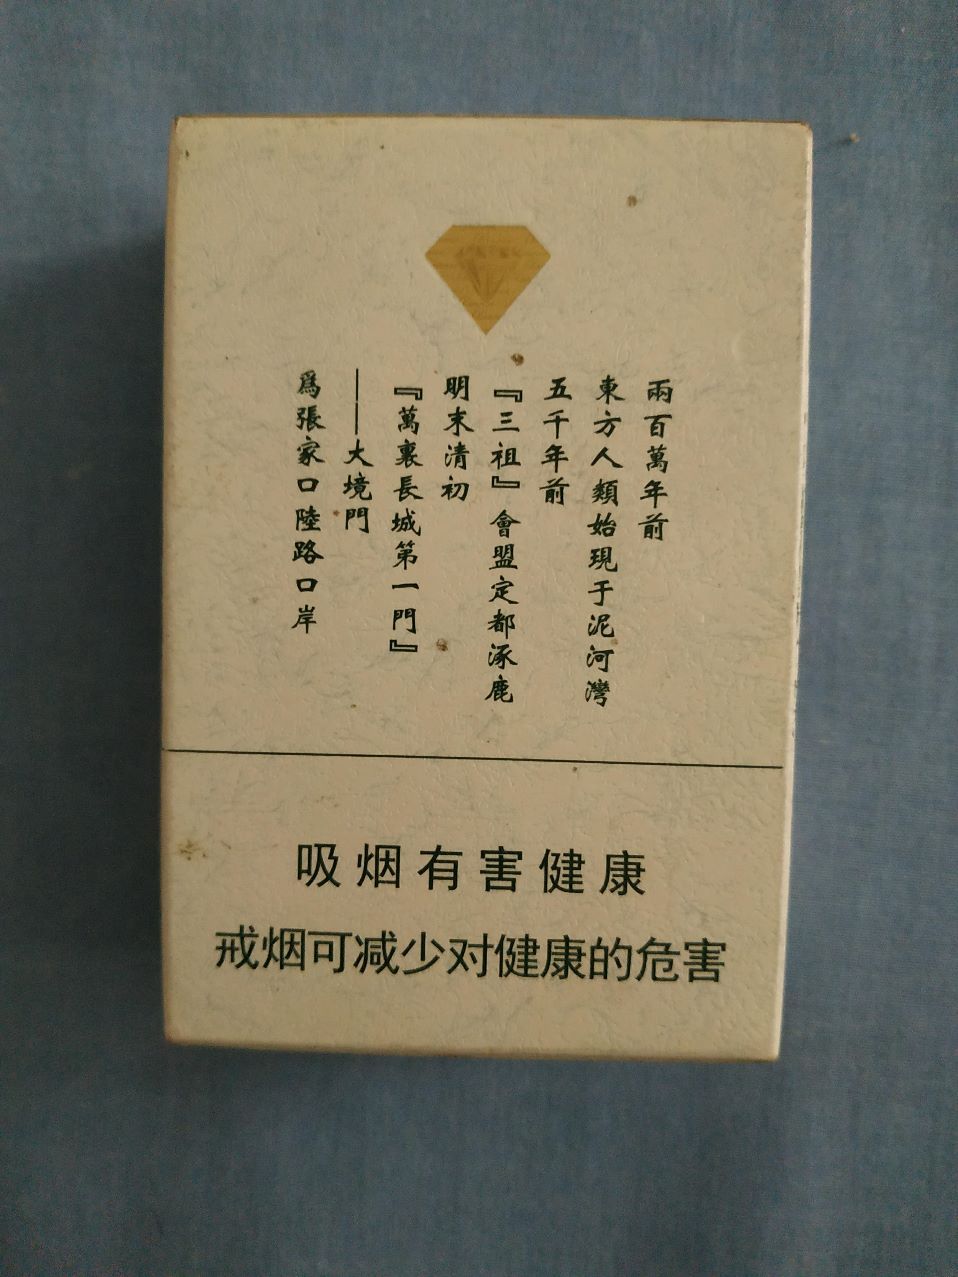 兩百萬年前
東方人類始現于泥河灣
五千年前
『三祖』會盟定都涿鹿
明末清初
『萬裏長城第一門』
——大境門
爲張家口陸路口岸
吸烟有害健康
戒烟可减少对健康的危害